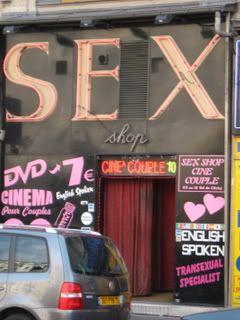 SEX
shop
DVD 7€
CINEMA
Pour Couples
English Spoken
CINE' COUPLE 10
SEX SHOP
CINE
COUPLE
ENGLISH
SPOKEN
TRANSEXUAL
SPECIALIST